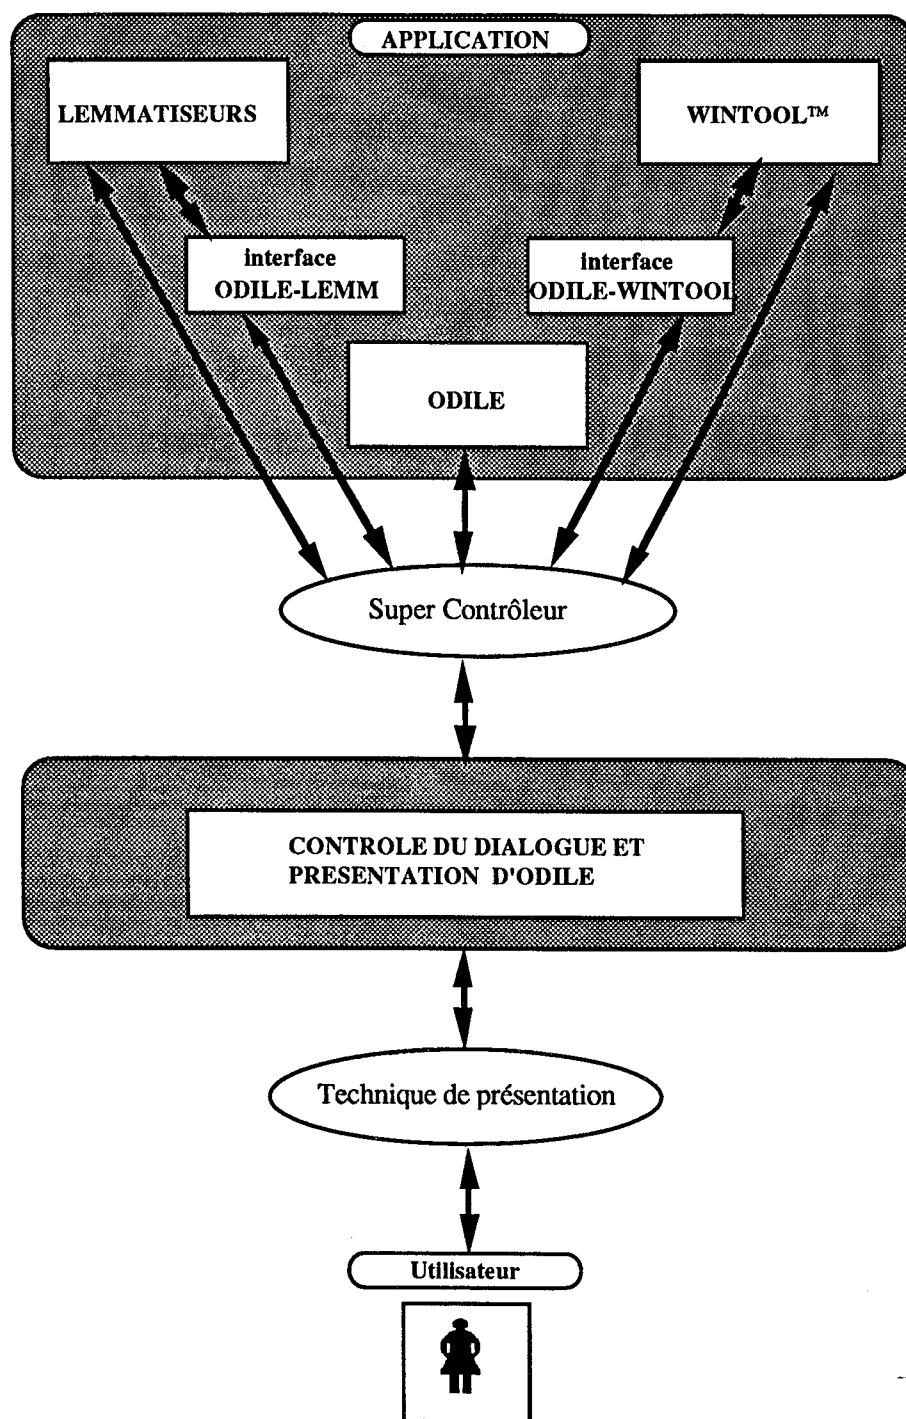 APPLICATION
LEMMATISEURS
WINTOOL™
interface
ODILE-LEMM
interface
ODILE-WINTOOL
ODILE
Super Contrôleur
CONTROLE DU DIALOGUE ET
PRESENTATION D'ODILE
Technique de présentation
Utilisateur